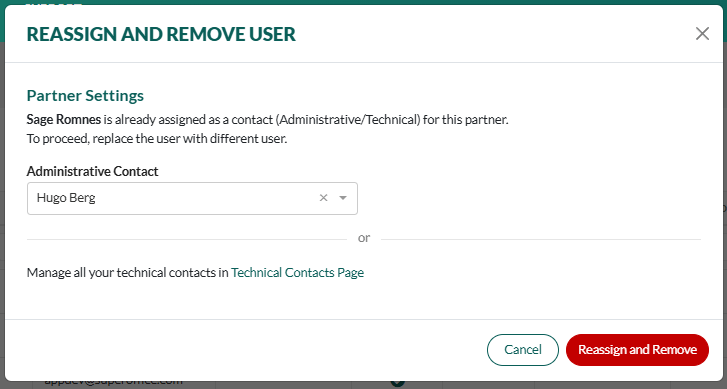 REASSIGN AND REMOVE USER
Partner Settings
Sage Romnes is already assigned as a contact (Administrative/Technical) for this partner.
To proceed, replace the user with different user.
Administrative Contact
Hugo Berg
or
Manage all your technical contacts in Technical Contacts Page
Cancel
Reassign and Remove